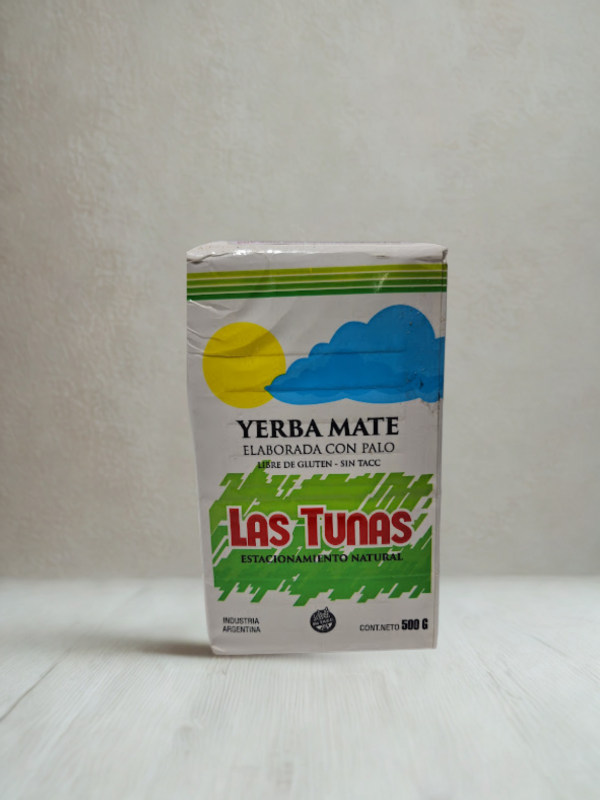 YERBA MATE
ELABORADA CON PALO
LIBRE DE GLUTEN - SIN TACC
LAS TUNAS
ESTACIONAMIENTO NATURAL
INDUSTRIA
ARGENTINA
CONT.NETO 500 G